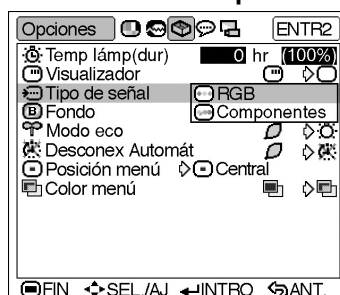 Opciones ENTR2
Temp lámp(dur) 0 hr (100%)
Visualizador
Tipo de señal RGB
B Fondo Componentes
Modo eco
Desconex Automát
Posición menú Central
Color menú
FIN SEL./AJ INTRO ANT.